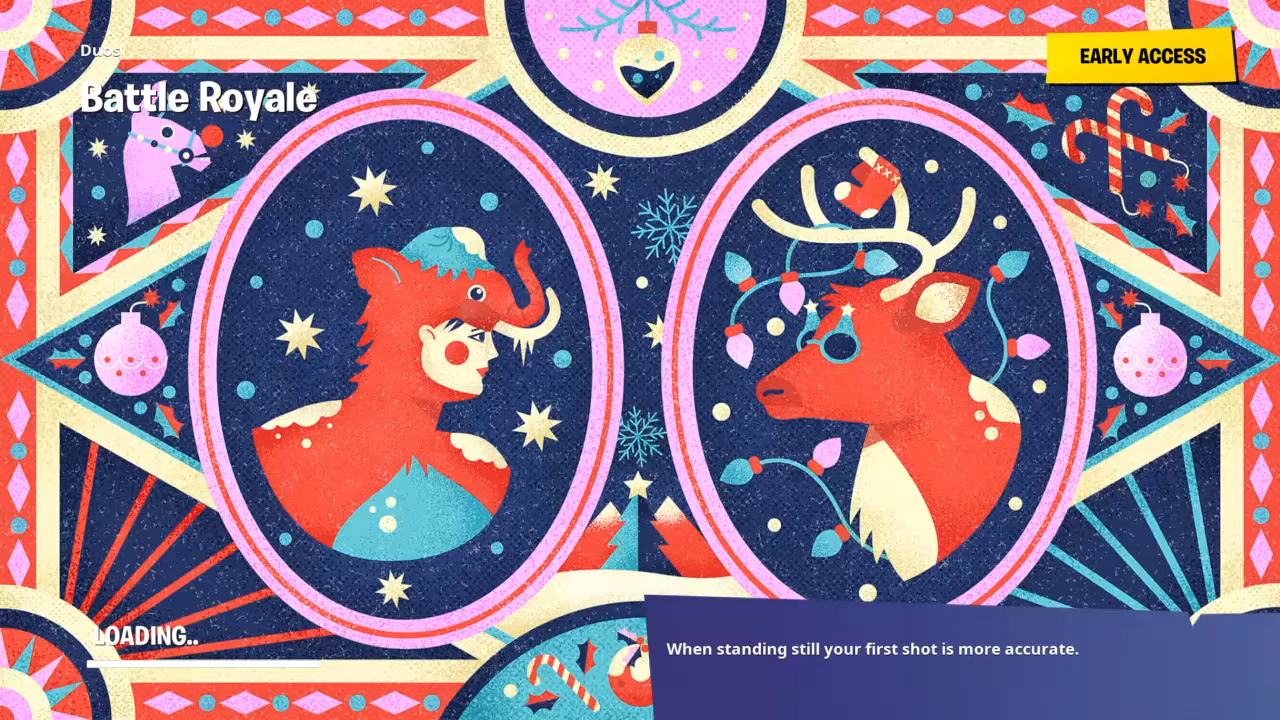 Duos
EARLY ACCESS
Battle Royale
LOADING..
When standing still your first shot is more accurate.